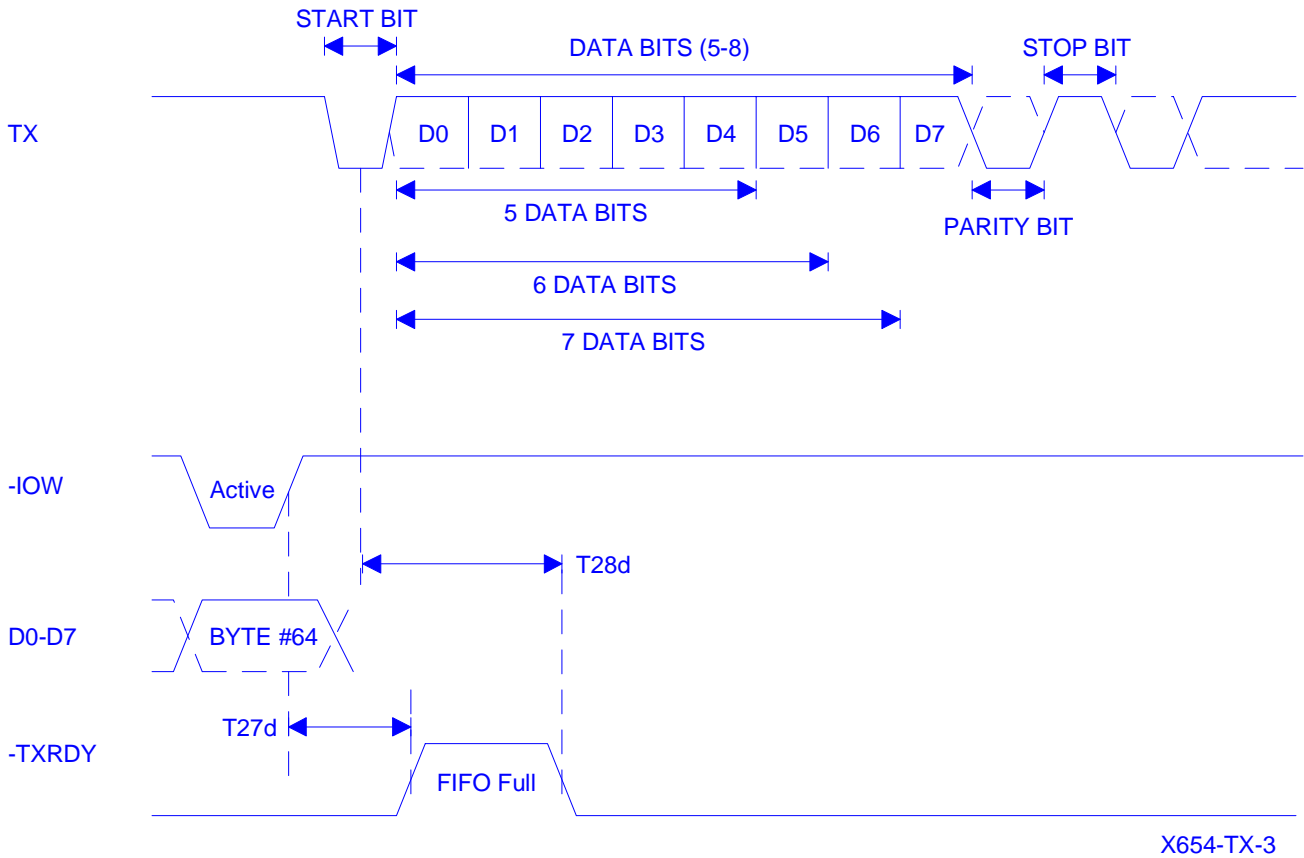 START BIT
DATA BITS (5-8)
STOP BIT
TX
D0 D1 D2 D3 D4 D5 D6 D7
5 DATA BITS
PARITY BIT
6 DATA BITS
7 DATA BITS
-IOW
Active
T28d
D0-D7
BYTE #64
T27d
-TXRDY
FIFO Full
X654-TX-3